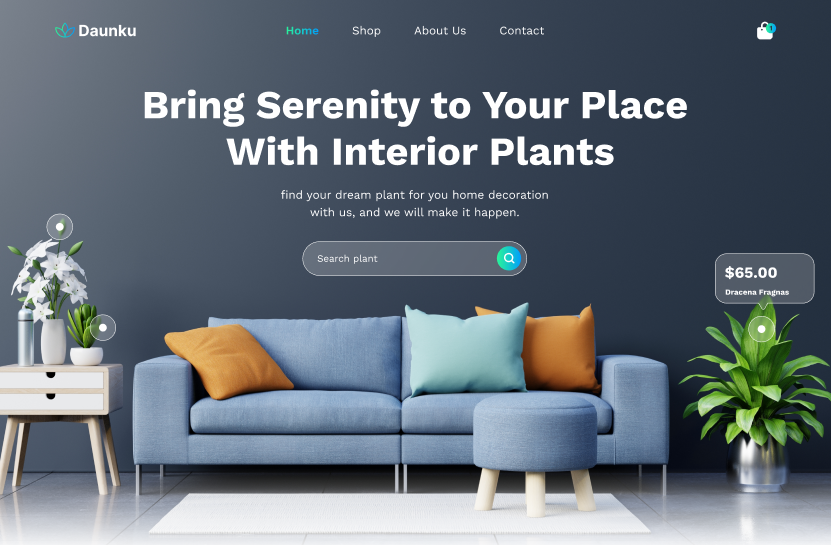 Daunku
Home Shop About Us Contact
Bring Serenity to Your Place
With Interior Plants
find your dream plant for you home decoration
with us, and we will make it happen.
Search plant
$65.00
Dracena Fragnas